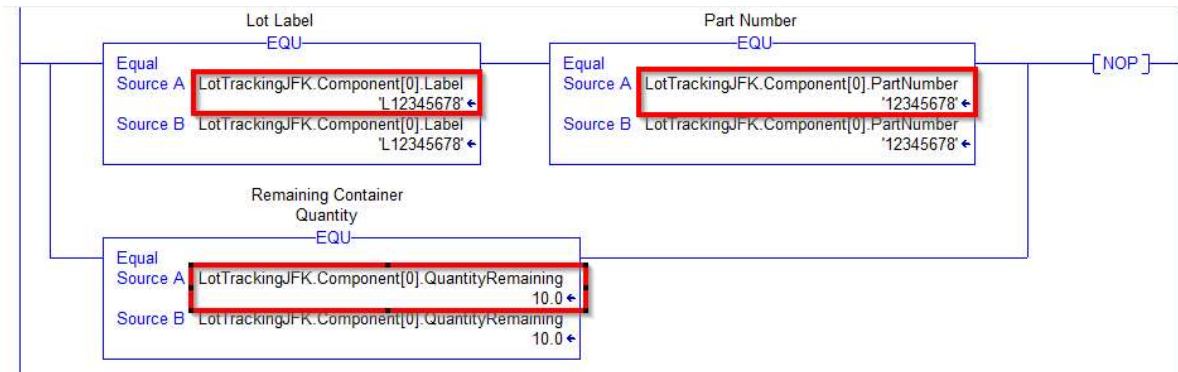 Lot Label
EQU
Equal
Source A LotTrackingJFK.Component[0].Label
'L12345678'
Source B LotTrackingJFK.Component[0].Label
'L12345678'
Part Number
EQU
Equal
Source A LotTrackingJFK.Component[0].PartNumber
'12345678'
Source B LotTrackingJFK.Component[0].PartNumber
'12345678'
[NOP]
Remaining Container
Quantity
EQU
Equal
Source A LotTrackingJFK.Component[0].QuantityRemaining
10.0
Source B LotTrackingJFK.Component[0].QuantityRemaining
10.0